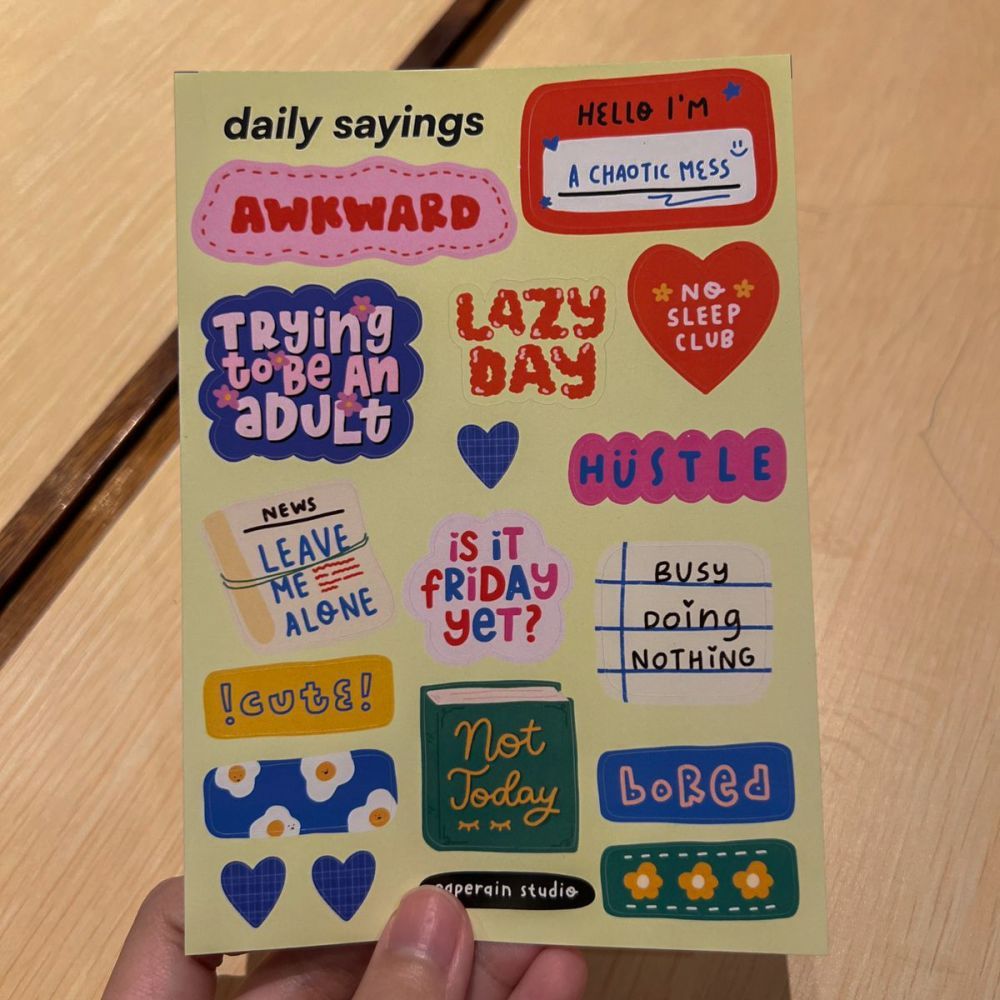 daily sayings
HELLO I'M
A CHAOTIC MESS
AWKWARD
TRYing
to BE An
aDULt
LAZY
DAY
NO
SLEEP
CLUB
HÜSTLE
NEWS
LEAVE
ME
ALONE
iS iT
fRiDAY
YeT?
BUSY
Doing
NOTHiNG
!cute!
Not
Today
boRed
paperain studio